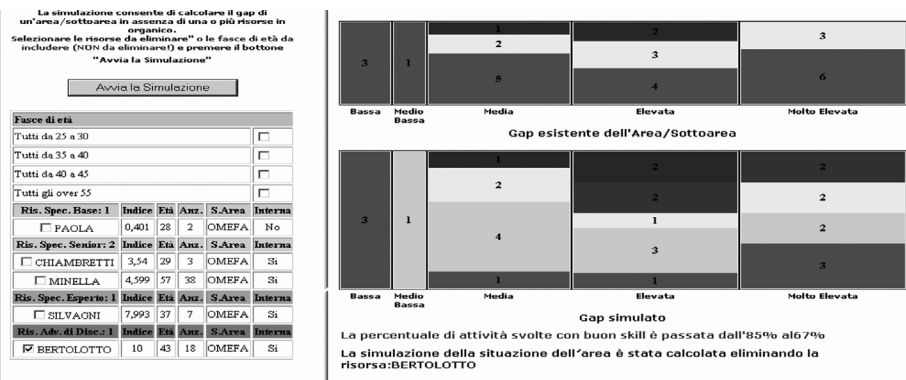 La simulazione consente di calcolare il gap di
un'area/sottoarea in assenza di una o più risorse in
organico.
Selezionare le risorse da eliminare" o le fasce di età da
includere (NON da eliminare!) e premere il bottone
"Avvia la Simulazione"
Avvia la Simulazione
Fasce di età
Tutti da 25 a 30
Tutti da 35 a 40
Tutti da 40 a 45
Tutti gli over 55
Ris. Spec. Base: 1 Indice Età Anz. S.Area Interna
PAOLA 0,401 28 2 OMEFA No
Ris. Spec. Senior: 2 Indice Età Anz. S.Area Interna
CHIAMBRETTI 3,54 29 3 OMEFA Si
MINELLA 4,599 57 38 OMEFA Si
Ris. Spec. Esperto: 1 Indice Età Anz. S.Area Interna
SILVAGNI 7,993 37 7 OMEFA Si
Ris. Adv. di Disc.: 1 Indice Età Anz. S.Area Interna
BERTOLOTTO 10 43 18 OMEFA Si
1 2 3
2 3
3 1 5 4 6
Bassa Medio Bassa Media Elevata Molto Elevata
Gap esistente dell'Area/Sottoarea
1 2 2
2 2
3 1 4 1 2
3 3
1 1
Bassa Medio Bassa Media Elevata Molto Elevata
Gap simulato
La percentuale di attività svolte con buon skill è passata dall'85% al67%
La simulazione della situazione dell'area è stata calcolata eliminando la
risorsa:BERTOLOTTO